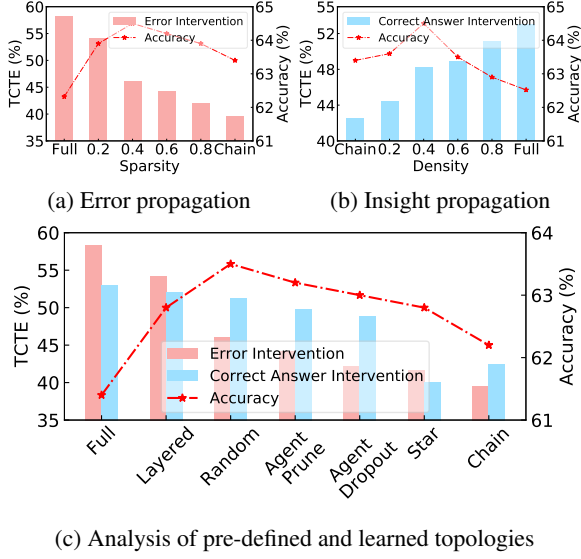 60
55
50
45
40
35
TCTE (%)
Error Intervention
Accuracy
65
64
63
62
61
Accuracy (%)
Full 0.2 0.4 0.6 0.8 Chain
Sparsity
(a) Error propagation
56
52
48
44
40
TCTE (%)
Correct Answer Intervention
Accuracy
65
64
63
62
61
Accuracy (%)
Chain 0.2 0.4 0.6 0.8 Full
Density
(b) Insight propagation
60
55
50
45
40
35
TCTE (%)
Error Intervention
Correct Answer Intervention
Accuracy
64
63
62
61
Accuracy (%)
Full
Layered
Random
Agent
Prune
Agent
Dropout
Star
Chain
(c) Analysis of pre-defined and learned topologies